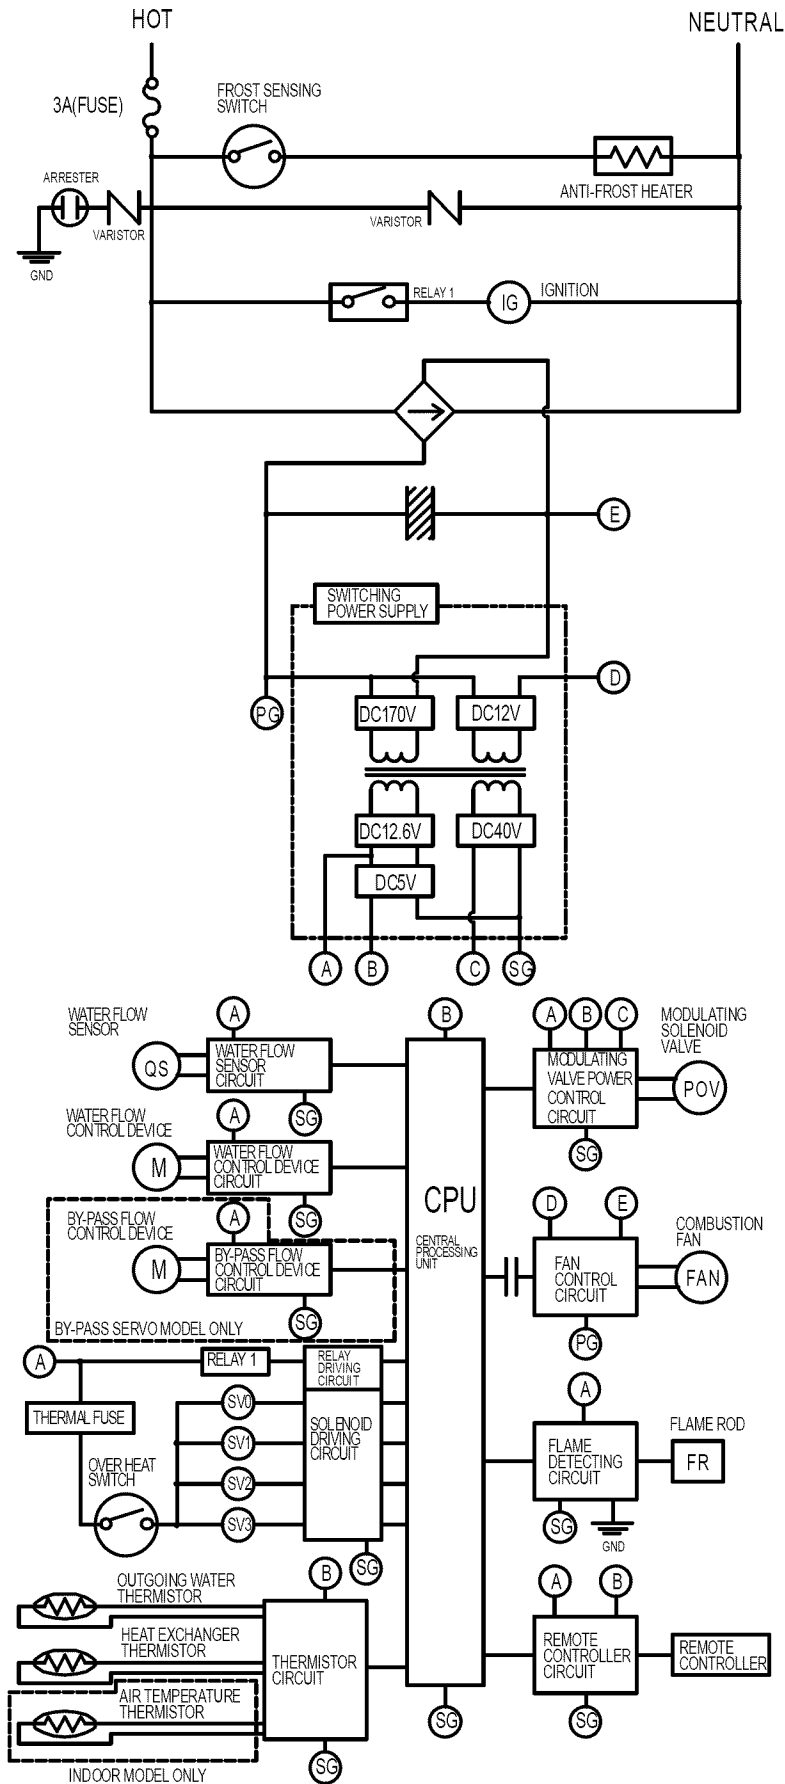 HOT
NEUTRAL
3A(FUSE)
FROST SENSING
SWITCH
ANTI-FROST HEATER
ARRESTER
VARISTOR
VARISTOR
GND
RELAY 1
IG
IGNITION
E
SWITCHING
POWER SUPPLY
D
PG
DC170V
DC12V
DC12.6V
DC40V
DC5V
A
B
C
SG
WATER FLOW
SENSOR
A
QS
WATER FLOW
SENSOR
CIRCUIT
SG
WATER FLOW
CONTROL DEVICE
A
M
WATER FLOW
CONTROL DEVICE
CIRCUIT
SG
BY-PASS FLOW
CONTROL DEVICE
A
M
BY-PASS FLOW
CONTROL DEVICE
CIRCUIT
SG
BY-PASS SERVO MODEL ONLY
A
RELAY 1
RELAY
DRIVING
CIRCUIT
THERMAL FUSE
SV0
SV1
SV2
SV3
SOLENOID
DRIVING
CIRCUIT
OVER HEAT
SWITCH
SG
B
OUTGOING WATER
THERMISTOR
HEAT EXCHANGER
THERMISTOR
AIR TEMPERATURE
THERMISTOR
THERMISTOR
CIRCUIT
SG
INDOOR MODEL ONLY
B
CPU
CENTRAL
PROCESSING
UNIT
SG
A
B
C
MODULATING
SOLENOID
VALVE
MODULATING
VALVE POWER
CONTROL
CIRCUIT
POV
SG
D
E
COMBUSTION
FAN
FAN
CONTROL
CIRCUIT
FAN
PG
A
FLAME ROD
FLAME
DETECTING
CIRCUIT
FR
SG
GND
A
B
REMOTE
CONTROLLER
CIRCUIT
REMOTE
CONTROLLER
SG